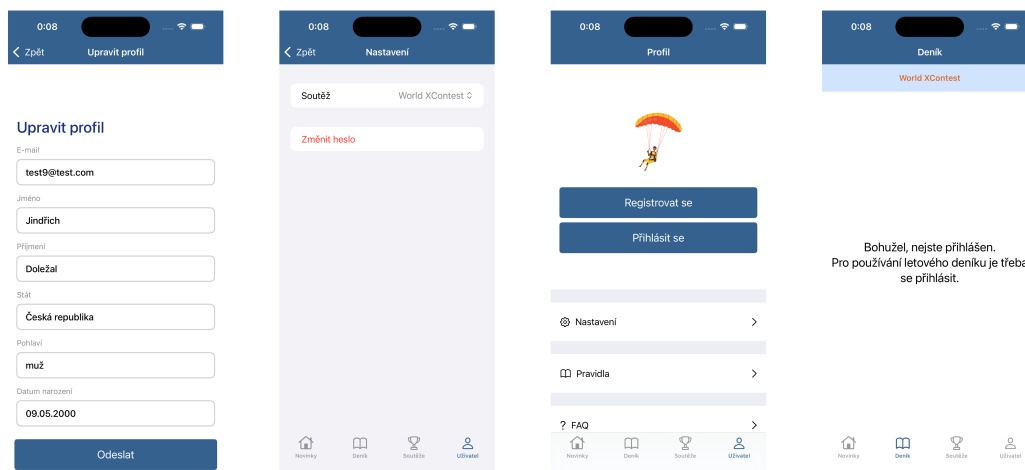 0:08
Zpět
Upravit profil
Upravit profil
E-mail
test9@test.com
Jméno
Jindřich
Příjmení
Doležal
Stát
Česká republika
Pohlaví
muž
Datum narození
09.05.2000
Odeslat
0:08
Zpět
Nastavení
Soutěž
World XContest
Změnit heslo
Novinky
Deník
Soutěže
Uživatel
0:08
Profil
Registrovat se
Přihlásit se
Nastavení
Pravidla
? FAQ
Novinky
Deník
Soutěže
Uživatel
0:08
Deník
World XContest
Bohužel, nejste přihlášen.
Pro používání letového deníku je třeba
se přihlásit.
Novinky
Deník
Soutěže
Uživatel